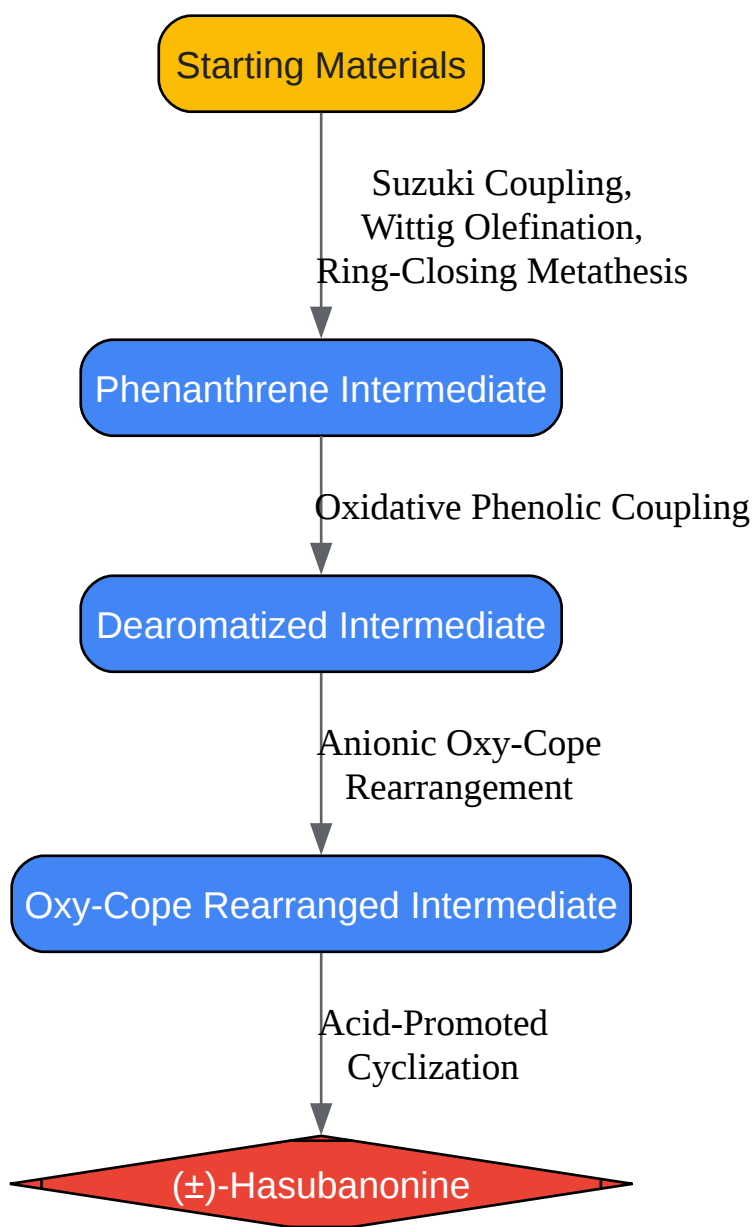 Starting Materials
Suzuki Coupling,
Wittig Olefination,
Ring-Closing Metathesis
Phenanthrene Intermediate
Oxidative Phenolic Coupling
Dearomatized Intermediate
Anionic Oxy-Cope
Rearrangement
Oxy-Cope Rearranged Intermediate
Acid-Promoted
Cyclization
(±)-Hasubanonine